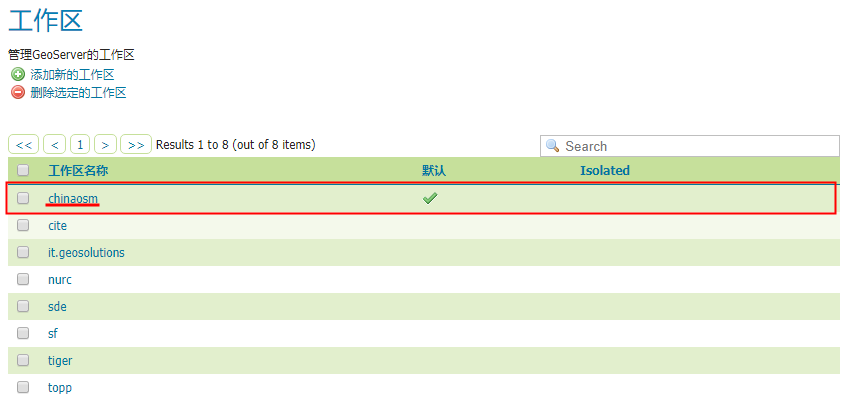 工作区
管理GeoServer的工作区
添加新的工作区
删除选定的工作区
<< < 1 > >> Results 1 to 8 (out of 8 items) Search
工作区名称 默认 Isolated
chinaosm
cite
it.geosolutions
nurc
sde
sf
tiger
topp